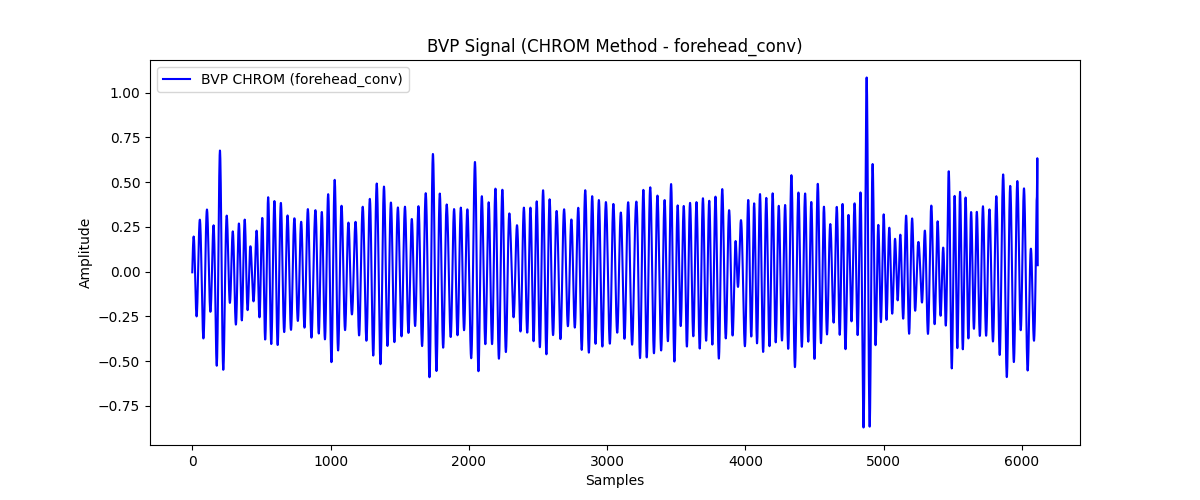 BVP Signal (CHROM Method - forehead_conv)
BVP CHROM (forehead_conv)
1.00
0.75
0.50
0.25
0.00
−0.25
−0.50
−0.75
Amplitude
0 1000 2000 3000 4000 5000 6000
Samples